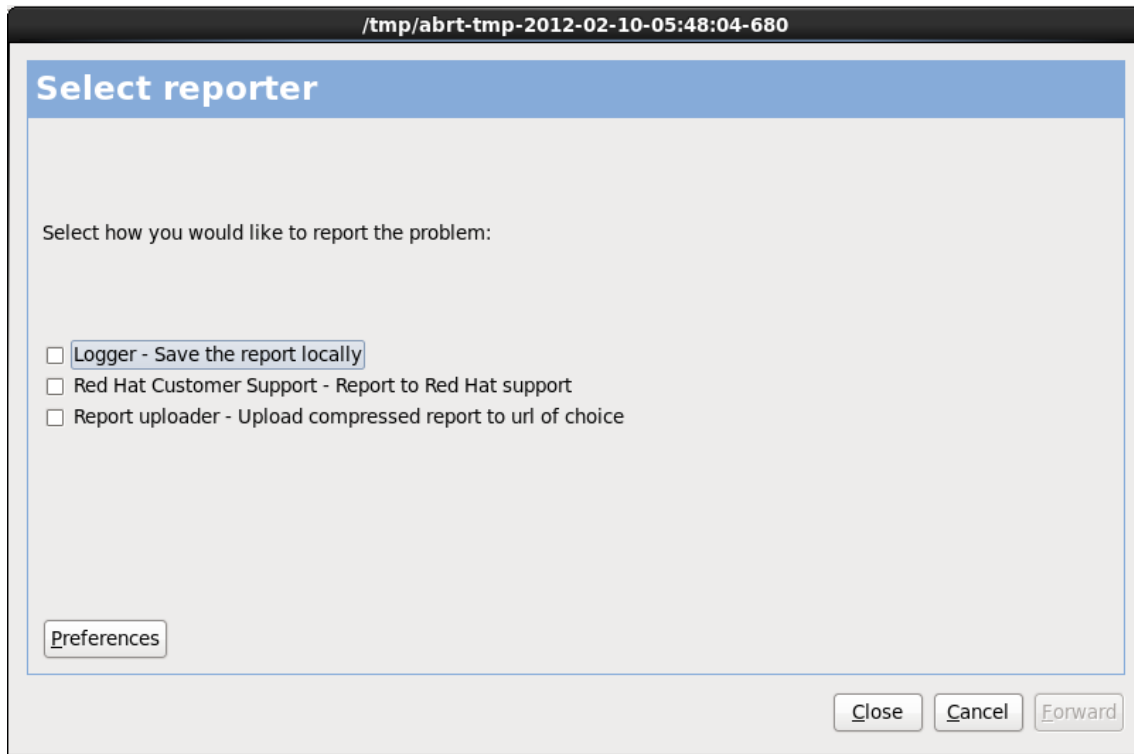 /tmp/abrt-tmp-2012-02-10-05:48:04-680
Select reporter
Select how you would like to report the problem:
Logger - Save the report locally
Red Hat Customer Support - Report to Red Hat support
Report uploader - Upload compressed report to url of choice
Preferences
Close Cancel Forward